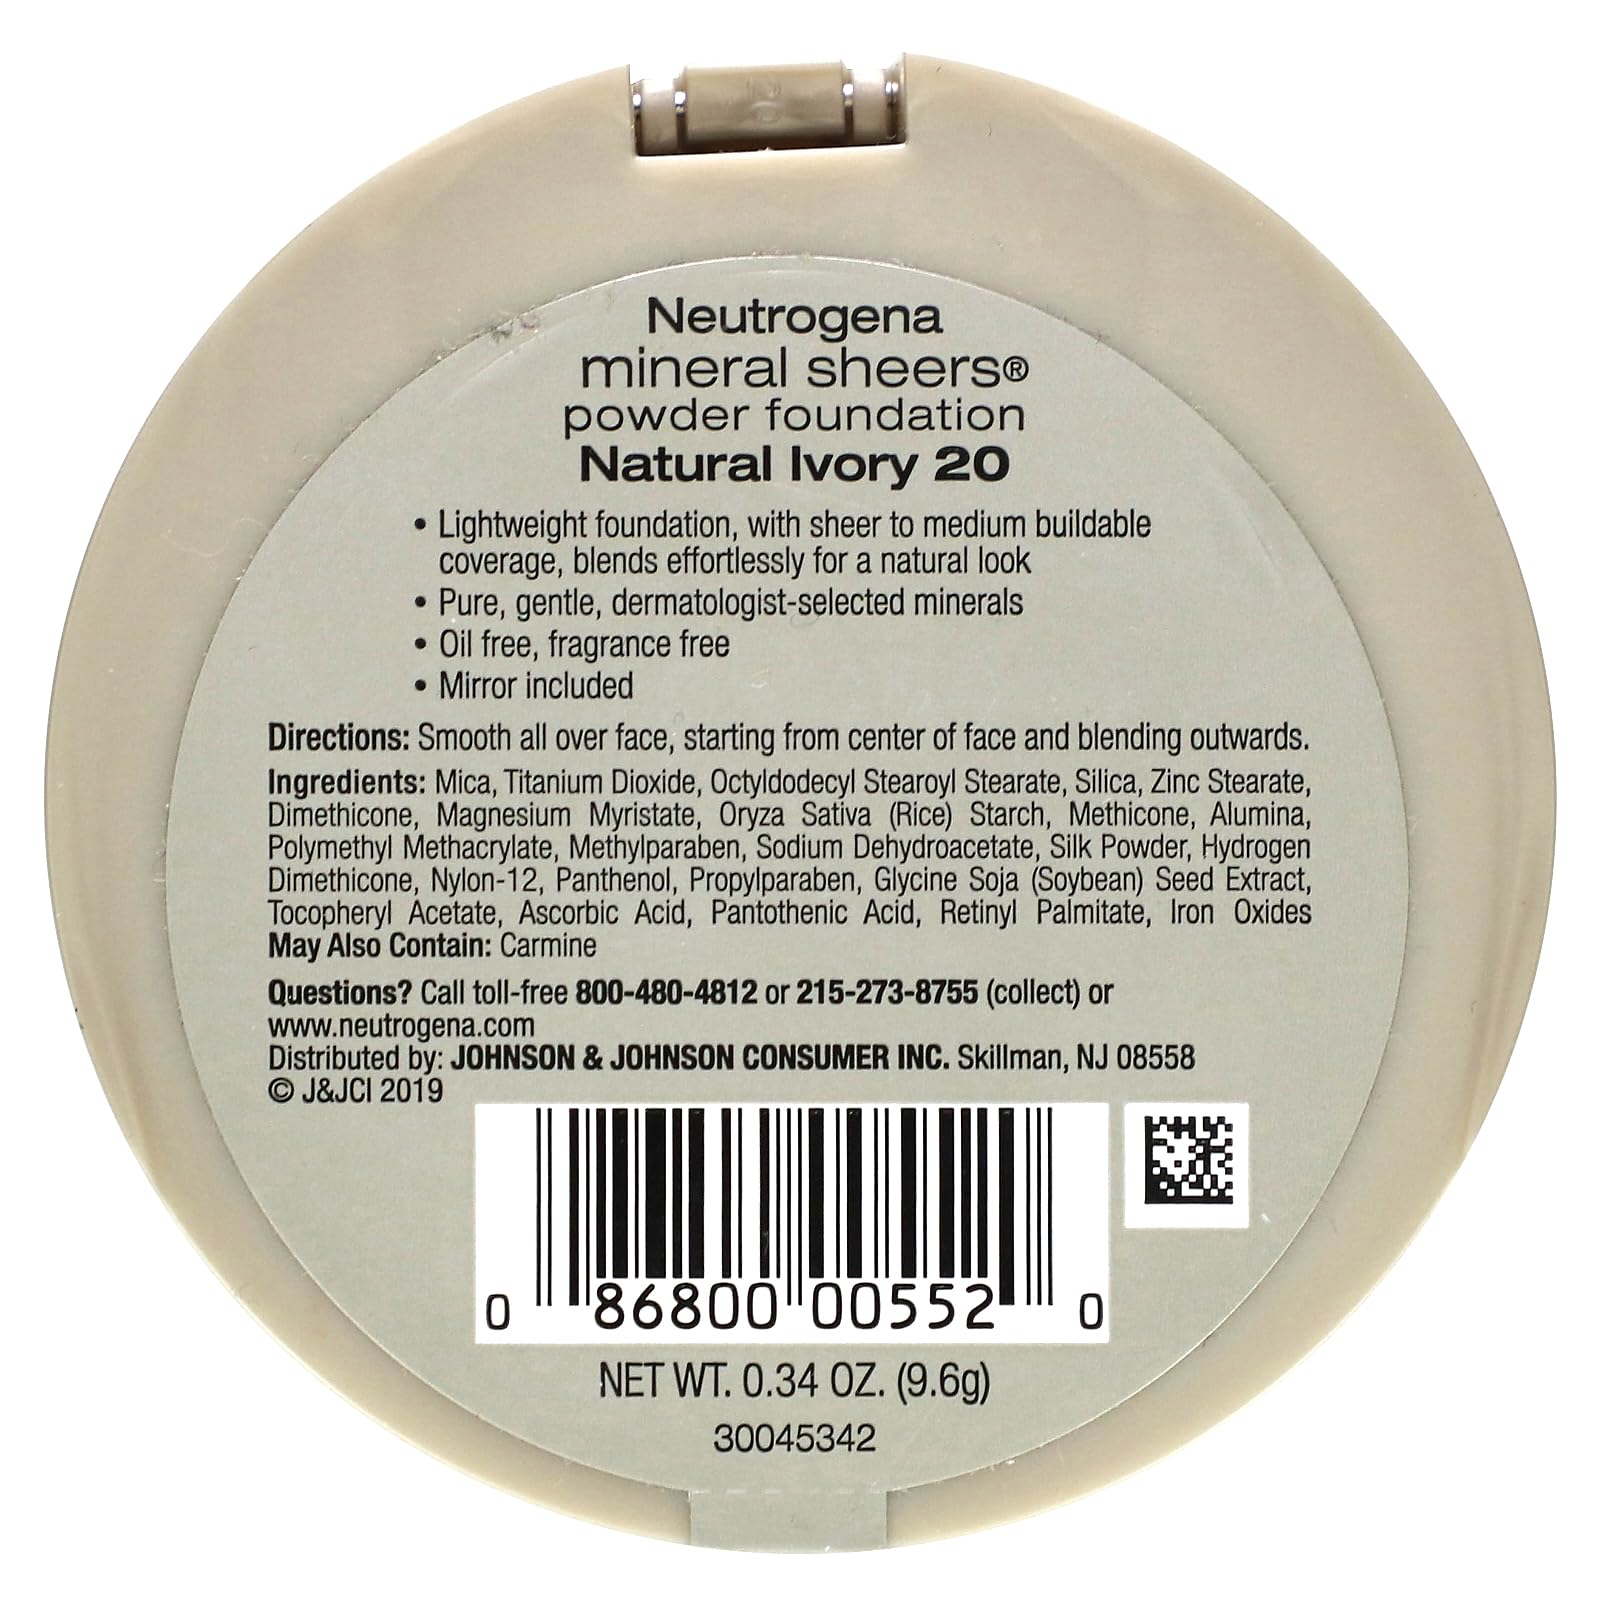 Neutrogena
mineral sheers®
powder foundation
Natural Ivory 20
• Lightweight foundation, with sheer to medium buildable
coverage, blends effortlessly for a natural look
• Pure, gentle, dermatologist-selected minerals
• Oil free, fragrance free
• Mirror included
Directions: Smooth all over face, starting from center of face and blending outwards.
Ingredients: Mica, Titanium Dioxide, Octyldodecyl Stearoyl Stearate, Silica, Zinc Stearate,
Dimethicone, Magnesium Myristate, Oryza Sativa (Rice) Starch, Methicone, Alumina,
Polymethyl Methacrylate, Methylparaben, Sodium Dehydroacetate, Silk Powder, Hydrogen
Dimethicone, Nylon-12, Panthenol, Propylparaben, Glycine Soja (Soybean) Seed Extract,
Tocopheryl Acetate, Ascorbic Acid, Pantothenic Acid, Retinyl Palmitate, Iron Oxides
May Also Contain: Carmine
Questions? Call toll-free 800-480-4812 or 215-273-8755 (collect) or
www.neutrogena.com
Distributed by: JOHNSON & JOHNSON CONSUMER INC. Skillman, NJ 08558
© J&JCI 2019
0 86800 00552 0
NET WT. 0.34 OZ. (9.6g)
30045342